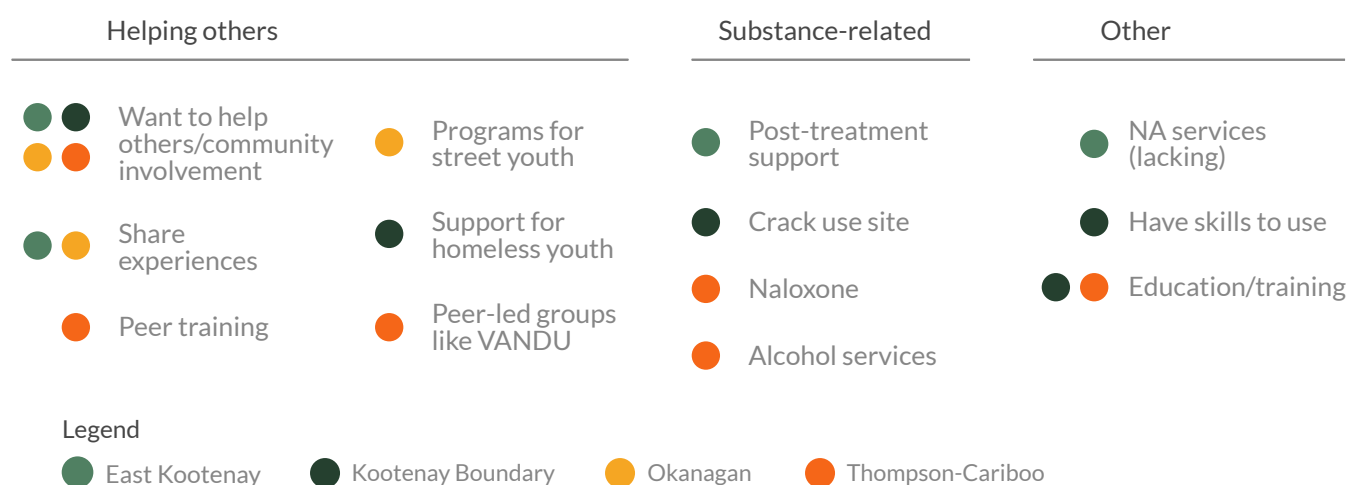 Helping others
Want to help
others/community
involvement
Share
experiences
Peer training
Programs for
street youth
Support for
homeless youth
Peer-led groups
like VANDU
Substance-related
Post-treatment
support
Crack use site
Naloxone
Alcohol services
Other
NA services
(lacking)
Have skills to use
Education/training
Legend
East Kootenay
Kootenay Boundary
Okanagan
Thompson-Cariboo